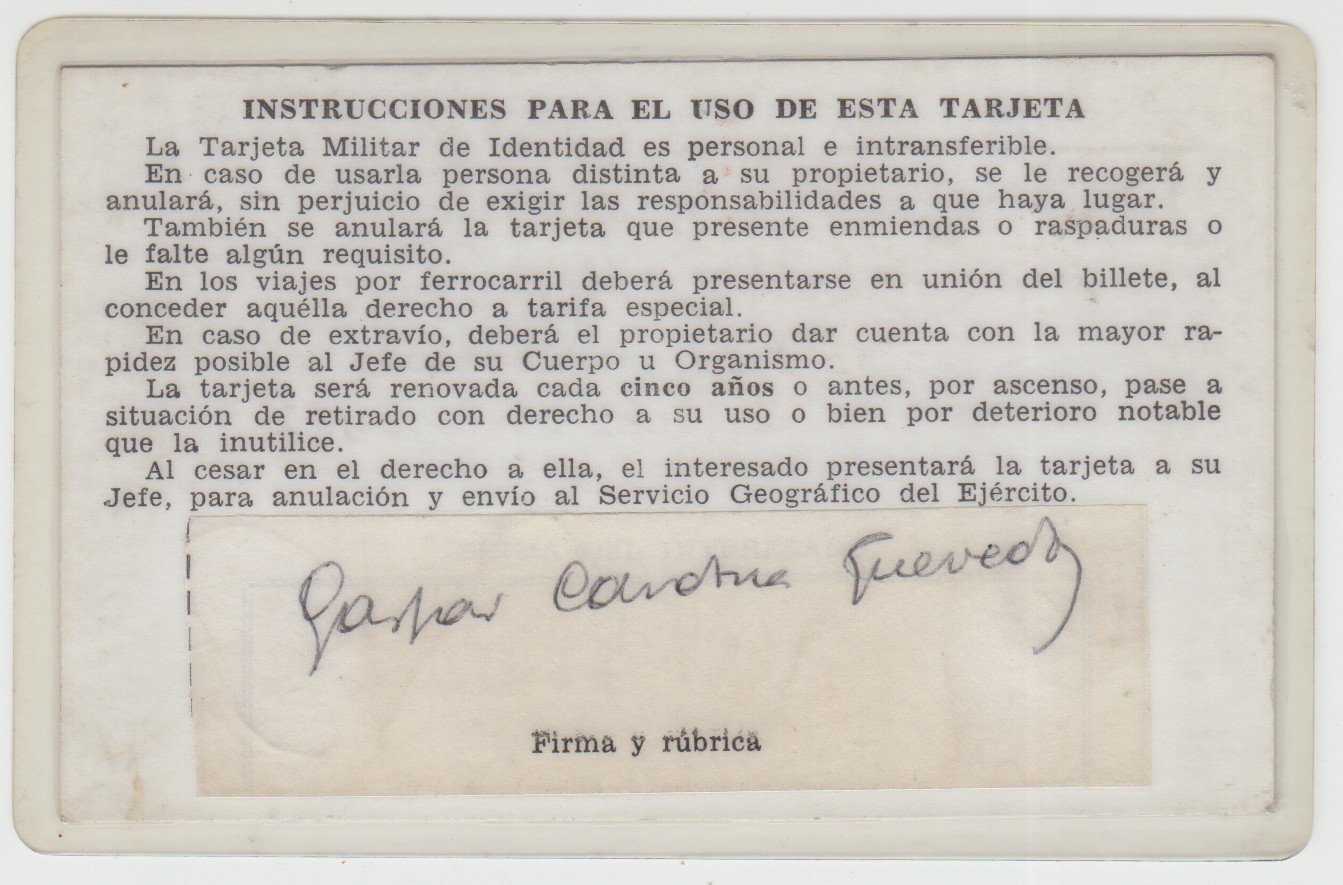 INSTRUCCIONES PARA EL USO DE ESTA TARJETA
La Tarjeta Militar de Identidad es personal e intransferible.
En caso de usarla persona distinta a su propietario, se le recogerá y
anulará, sin perjuicio de exigir las responsabilidades a que haya lugar.
También se anulará la tarjeta que presente enmiendas o raspaduras o
le falte algún requisito.
En los viajes por ferrocarril deberá presentarse en unión del billete, al
conceder aquélla derecho a tarifa especial.
En caso de extravío, deberá el propietario dar cuenta con la mayor ra-
pidez posible al Jefe de su Cuerpo u Organismo.
La tarjeta será renovada cada cinco años o antes, por ascenso, pase a
situación de retirado con derecho a su uso o bien por deterioro notable
que la inutilice.
Al cesar en el derecho a ella, el interesado presentará la tarjeta a su
Jefe, para anulación y envío al Servicio Geográfico del Ejército.
Gaspar Quevedo
Firma y rúbrica